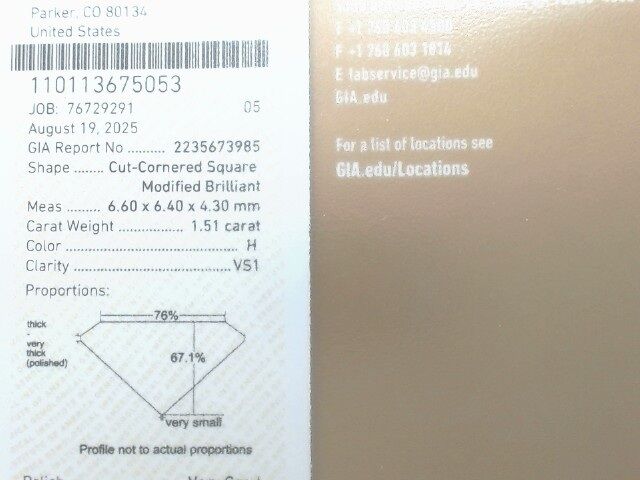 Parker, CO 80134
United States
110113675053
JOB: 76729291 05
August 19, 2025
GIA Report No .......... 2235673985
Shape ........ Cut-Cornered Square
Modified Brilliant
Meas ......... 6.60 x 6.40 x 4.30 mm
Carat Weight ................. 1.51 carat
Color ............................................. H
Clarity ........................................ VS1
Proportions:
76%
thick
-
very
thick
(polished)
67.1%
very small
Profile not to actual proportions
Polish
F +1 760 603 1814
E labservice@gia.edu
GIA.edu
For a list of locations see
GIA.edu/Locations